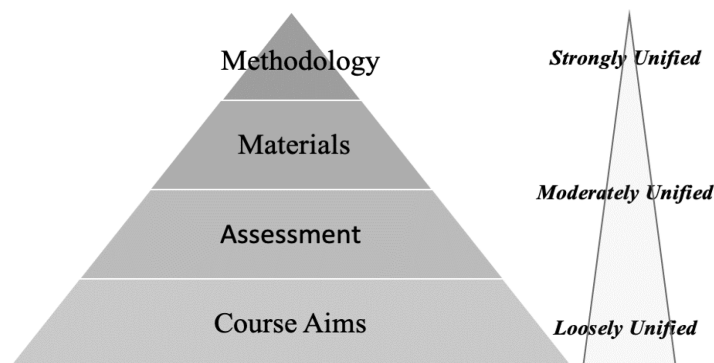 Methodology
Strongly Unified
Materials
Moderately Unified
Assessment
Course Aims
Loosely Unified